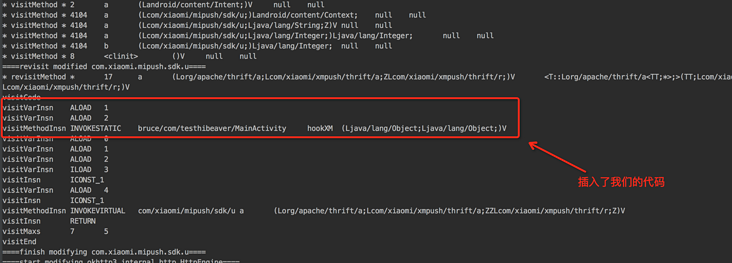 * visitMethod * 2 a (Landroid/content/Intent;)V null null
* visitMethod * 4104 a (Lcom/xiaomi/mipush/sdk/u;)Landroid/content/Context; null null
* visitMethod * 4104 a (Lcom/xiaomi/mipush/sdk/u;Ljava/lang/String;Z)V null null
* visitMethod * 4104 a (Lcom/xiaomi/mipush/sdk/u;Ljava/lang/Integer;)Ljava/lang/Integer; null null
* visitMethod * 4104 b (Lcom/xiaomi/mipush/sdk/u;)Ljava/lang/Integer; null null
* visitMethod * 8 <clinit> ()V null null
====revisit modified com.xiaomi.mipush.sdk.u====
* revisitMethod * 17 a (Lorg/apache/thrift/a;Lcom/xiaomi/xmpush/thrift/a;ZLcom/xiaomi/xmpush/thrift/r;)V <T::Lorg/apache/thrift/a<TT;*>;>(TT;Lcom/xia
Lcom/xiaomi/xmpush/thrift/r;)V
visitCode
visitVarInsn ALOAD 1
visitVarInsn ALOAD 2
visitMethodInsn INVOKESTATIC bruce/com/testhibeaver/MainActivity hookXM (Ljava/lang/Object;Ljava/lang/Object;)V
visitVarInsn ALOAD 0
visitVarInsn ALOAD 1
visitVarInsn ALOAD 2
visitVarInsn ILOAD 3
visitInsn ICONST_1
插入了我们的代码
visitVarInsn ALOAD 4
visitInsn ICONST_1
visitMethodInsn INVOKEVIRTUAL com/xiaomi/mipush/sdk/u a (Lorg/apache/thrift/a;Lcom/xiaomi/xmpush/thrift/a;ZZLcom/xiaomi/xmpush/thrift/r;Z)V
visitInsn RETURN
visitMaxs 7 5
visitEnd
====finish modifying com.xiaomi.mipush.sdk.u====
====start modifying okhttp3.internal.http.HttpEngine====